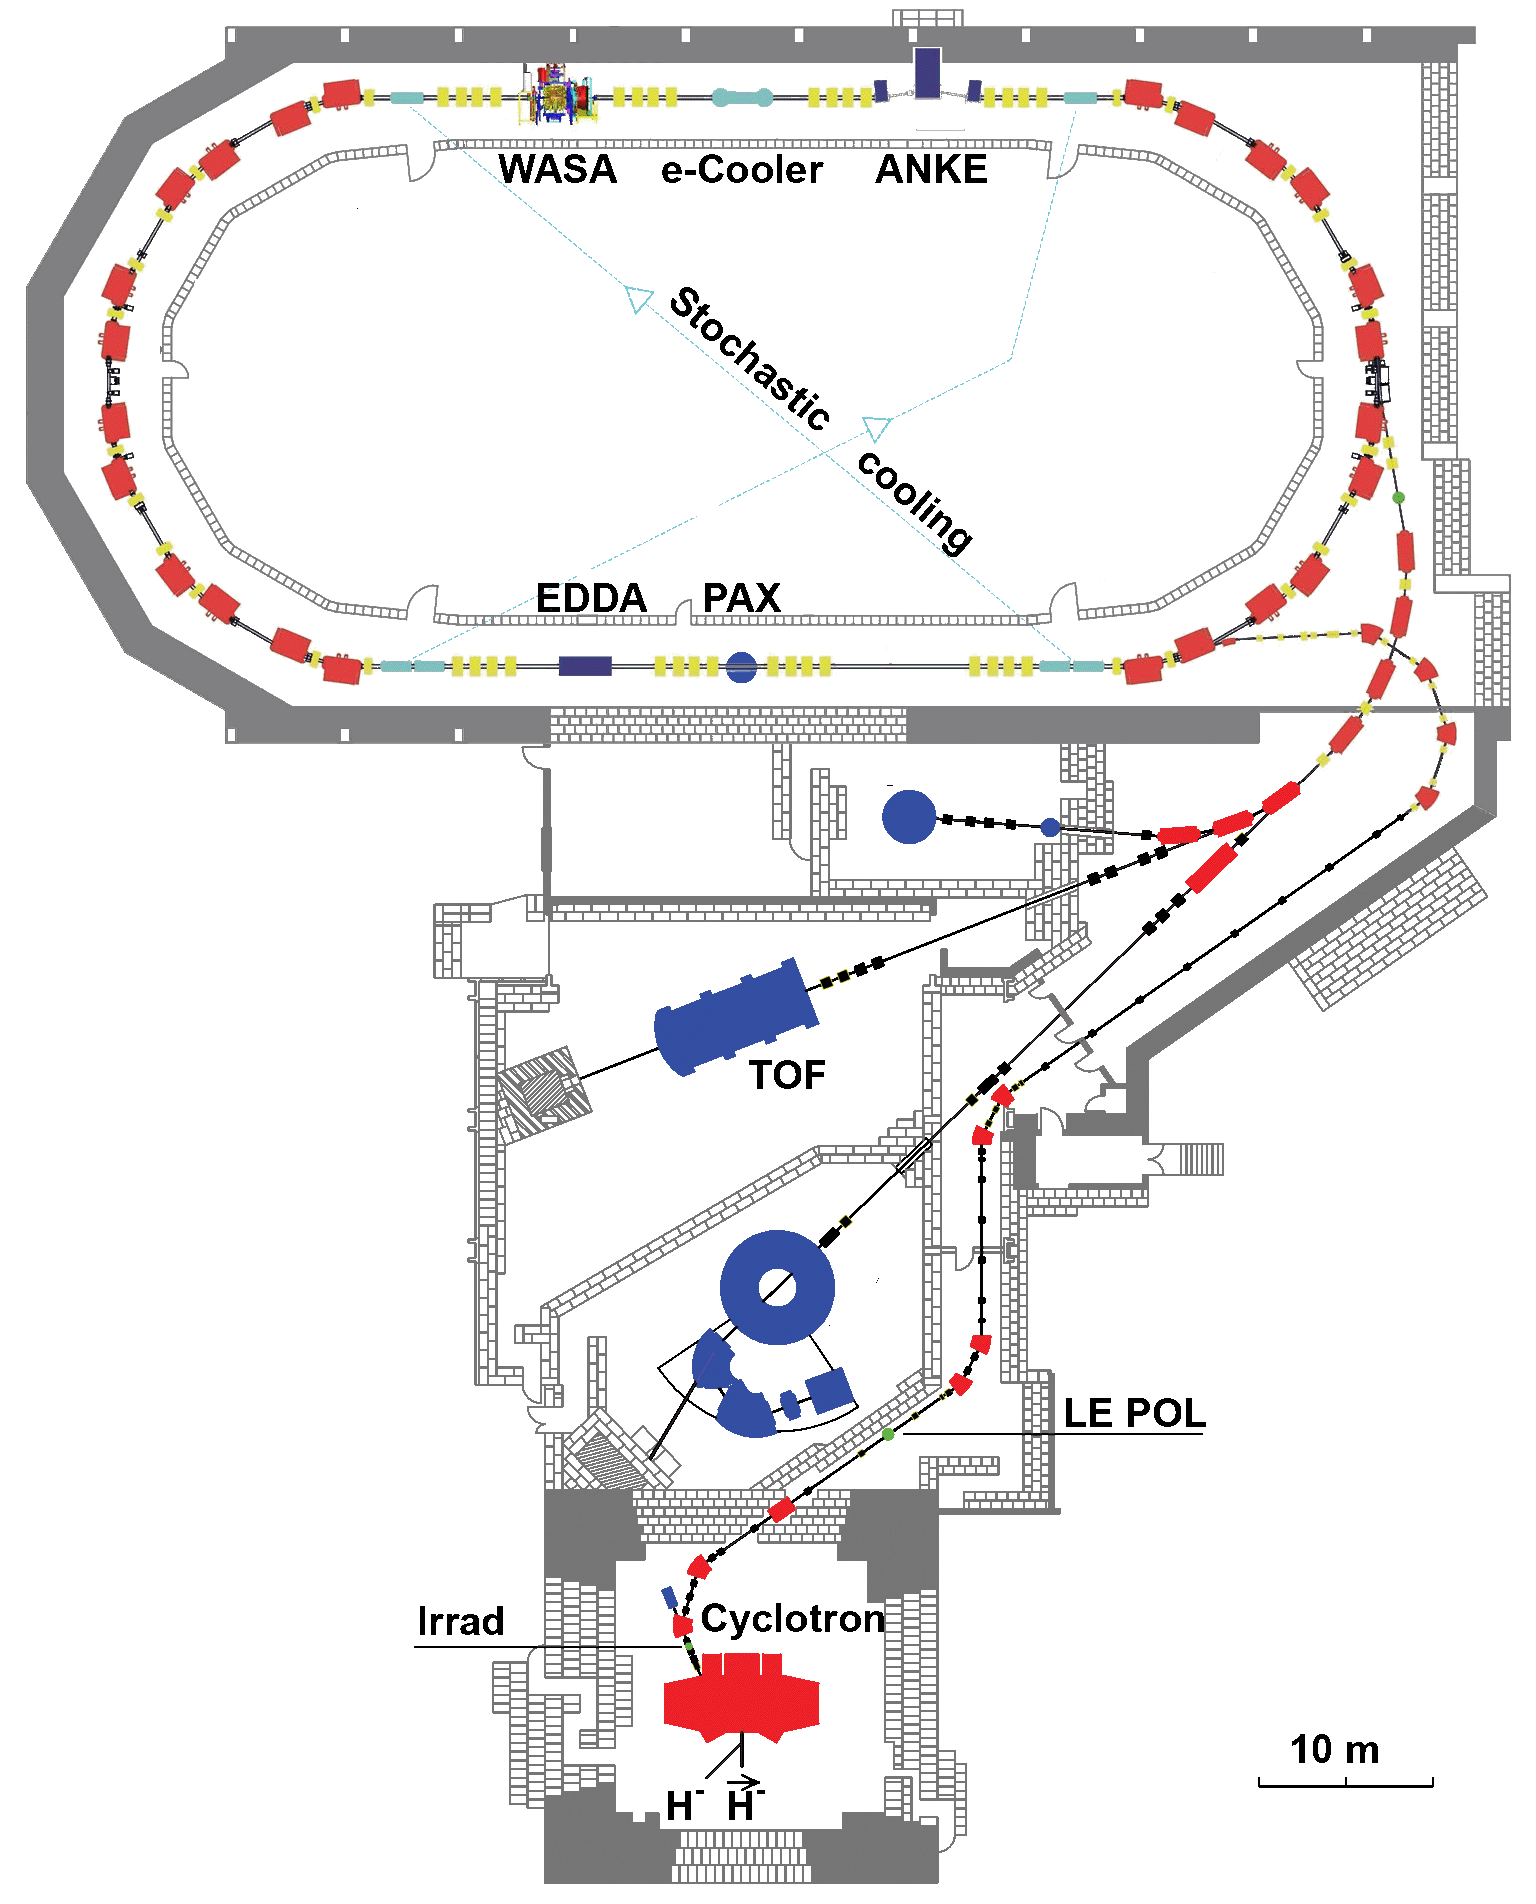 WASA e-Cooler ANKE
Stochastic cooling
EDDA PAX
TOF
LE POL
Irrad
Cyclotron
10 m
H- H-